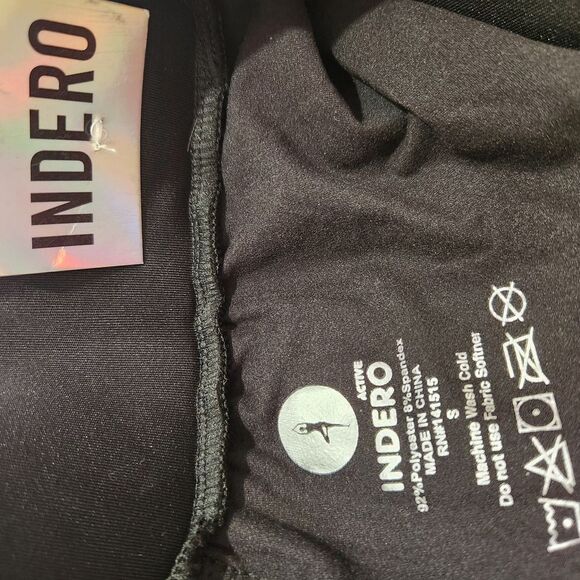 INDERO
ACTIVE
INDERO
92%Polyester 8%Spandex
MADE IN CHINA
RN#141515
S
Machine Wash Cold
Do not use Fabric Softner